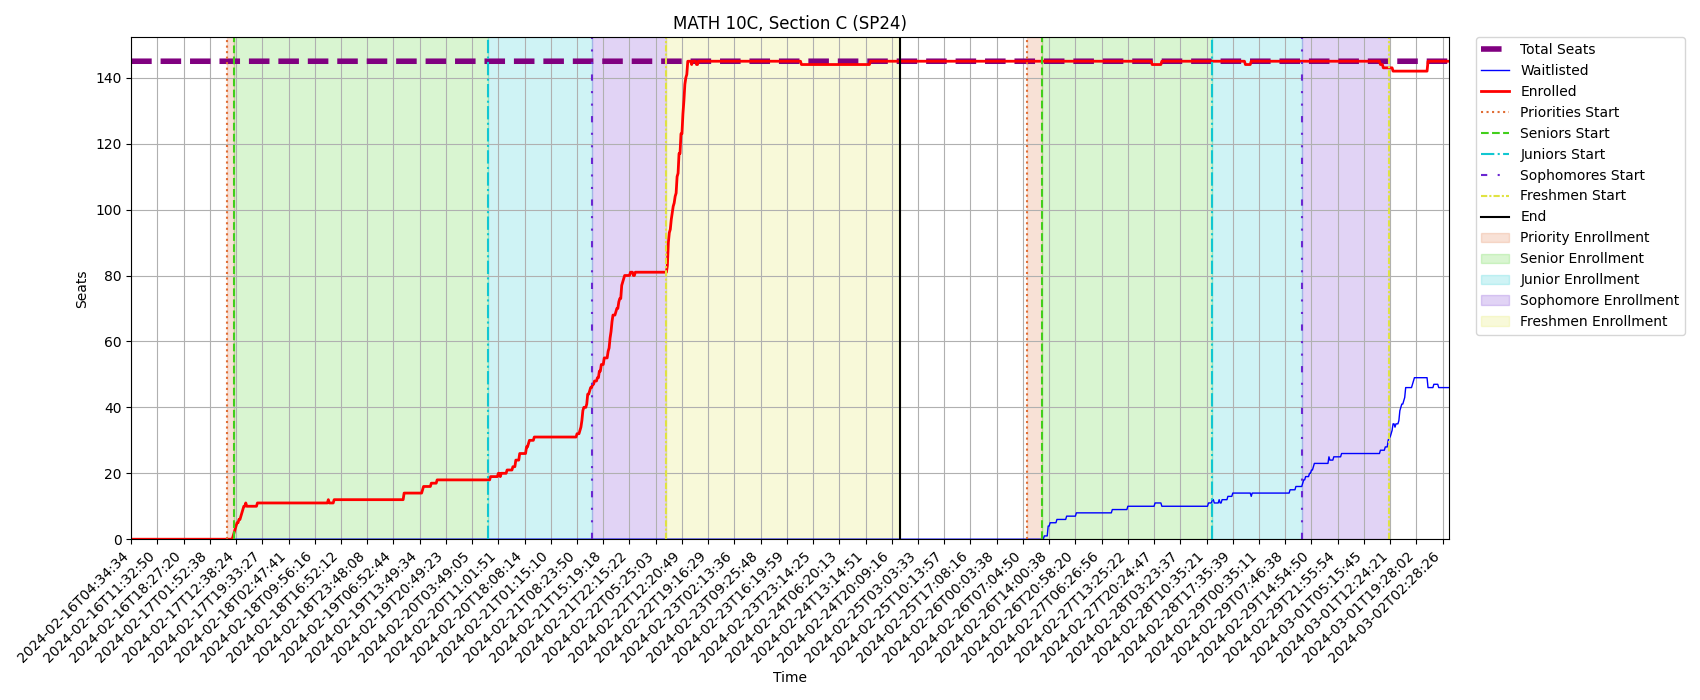 MATH 10C, Section C (SP24)
Seats
140
120
100
80
60
40
20
0
2024-02-16T04:34:34
2024-02-16T11:32:50
2024-02-16T18:27:20
2024-02-17T01:52:38
2024-02-17T12:38:24
2024-02-17T19:33:27
2024-02-18T02:47:41
2024-02-18T09:56:16
2024-02-18T16:52:12
2024-02-18T23:48:08
2024-02-19T06:52:44
2024-02-19T13:49:34
2024-02-19T20:49:23
2024-02-20T03:49:05
2024-02-20T11:01:51
2024-02-20T18:08:14
2024-02-21T01:15:10
2024-02-21T08:23:50
2024-02-21T15:19:18
2024-02-21T22:15:22
2024-02-22T05:25:03
2024-02-22T12:20:49
2024-02-22T19:16:29
2024-02-23T02:13:36
2024-02-23T09:25:48
2024-02-23T16:19:59
2024-02-23T23:14:25
2024-02-24T06:20:13
2024-02-24T13:14:51
2024-02-24T20:09:16
2024-02-25T03:03:33
2024-02-25T10:13:57
2024-02-25T17:08:16
2024-02-26T00:03:38
2024-02-26T07:04:50
2024-02-26T14:00:38
2024-02-26T20:58:20
2024-02-27T06:26:56
2024-02-27T13:25:22
2024-02-27T20:24:47
2024-02-28T03:23:37
2024-02-28T10:35:21
2024-02-28T17:35:39
2024-02-29T00:35:11
2024-02-29T07:46:38
2024-02-29T14:54:50
2024-02-29T21:55:54
2024-03-01T05:15:45
2024-03-01T12:24:21
2024-03-01T19:28:02
2024-03-02T02:28:26
Time
Total Seats
Waitlisted
Enrolled
Priorities Start
Seniors Start
Juniors Start
Sophomores Start
Freshmen Start
End
Priority Enrollment
Senior Enrollment
Junior Enrollment
Sophomore Enrollment
Freshmen Enrollment